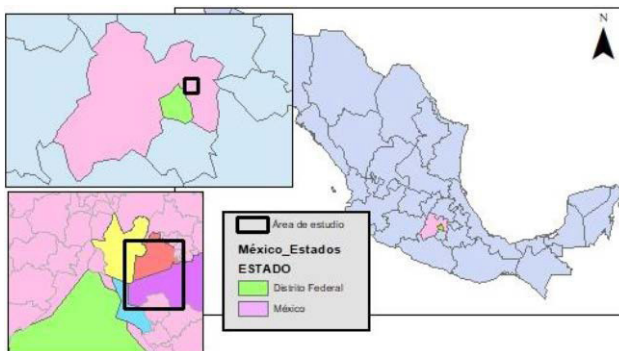 N
Área de estudio
México_Estados
ESTADO
Distrito Federal
México